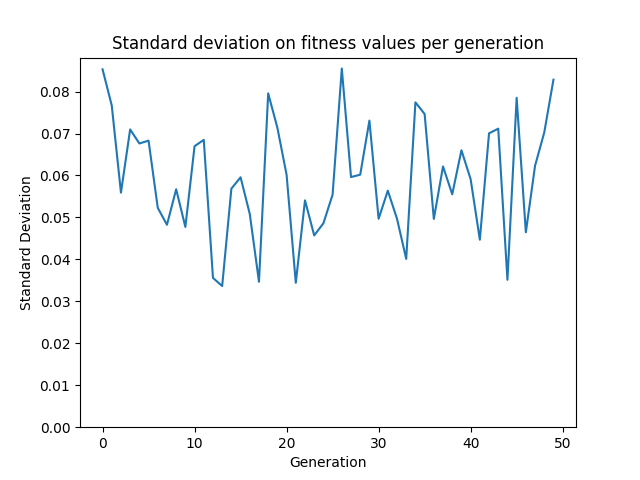 Standard deviation on fitness values per generation
0.08
0.07
0.06
0.05
0.04
0.03
0.02
0.01
0.00
Standard Deviation
0 10 20 30 40 50
Generation